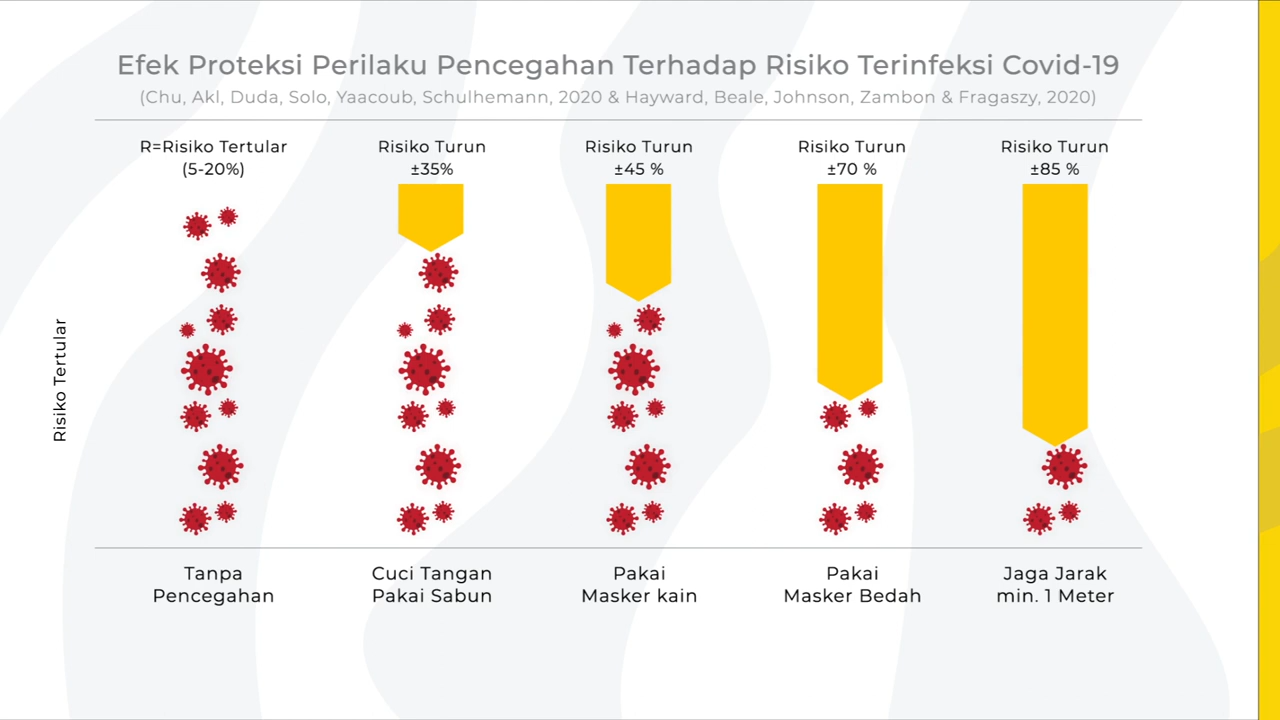 Efek Proteksi Perilaku Pencegahan Terhadap Risiko Terinfeksi Covid-19
(Chu, Akl, Duda, Solo, Yaacoub, Schulhemann, 2020 & Hayward, Beale, Johnson, Zambon & Fragaszy, 2020)
R=Risiko Tertular
(5-20%)
Risiko Turun
±35%
Risiko Turun
±45 %
Risiko Turun
±70 %
Risiko Turun
±85 %
Risiko Tertular
Tanpa
Pencegahan
Cuci Tangan
Pakai Sabun
Pakai
Masker kain
Pakai
Masker Bedah
Jaga Jarak
min. 1 Meter